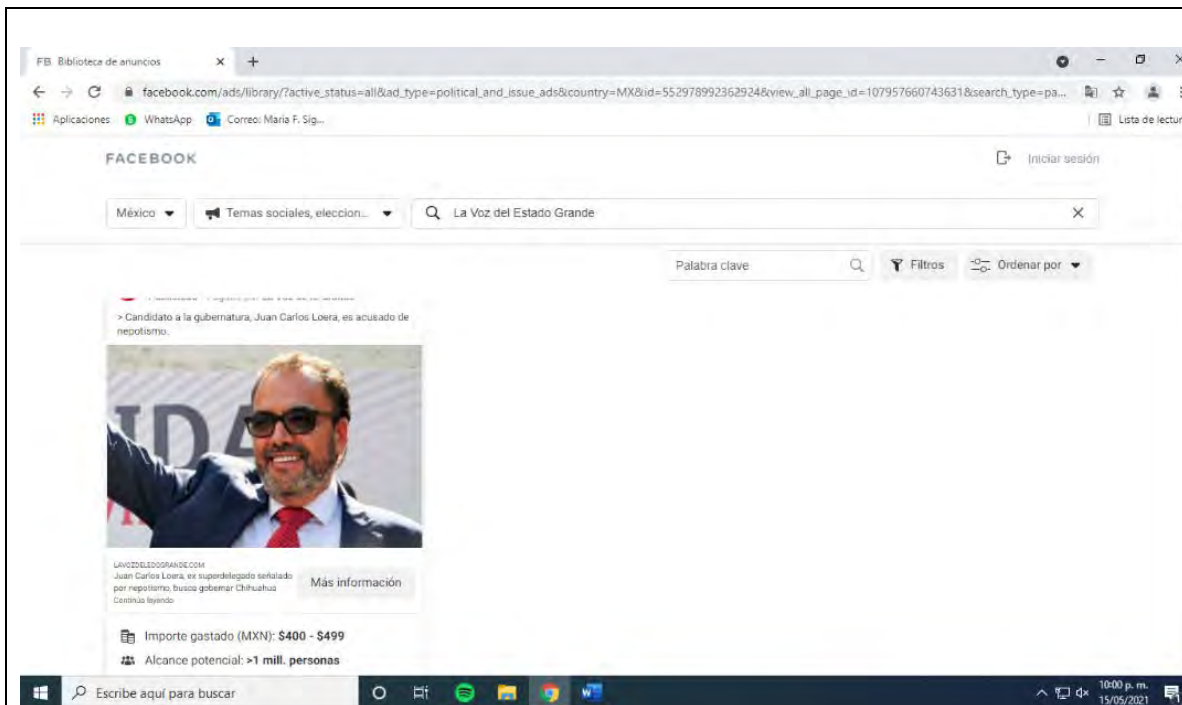 FB Biblioteca de anuncios
facebook.com/ads/library/?active_status=all&ad_type=political_and_issue_ads&country=MX&id=552978992362924&view_all_page_id=107957660743631&search_type=pa...
Aplicaciones WhatsApp Correo: Maria F. Sig... Lista de lectur
FACEBOOK Iniciar sesión
México Temas sociales, eleccion... La Voz del Estado Grande
Palabra clave Filtros Ordenar por
> Candidato a la gubernatura, Juan Carlos Loera, es acusado de
nepotismo.
IDA
LAVOZDELEDOGRANDE.COM
Juan Carlos Loera, ex superdelegado señalado
por nepotismo, busca gobernar Chihuahua
Continúa leyendo
Más información
Importe gastado (MXN): $400 - $499
Alcance potencial: >1 mill. personas
Escribe aquí para buscar
10:00 p. m.
15/05/2021